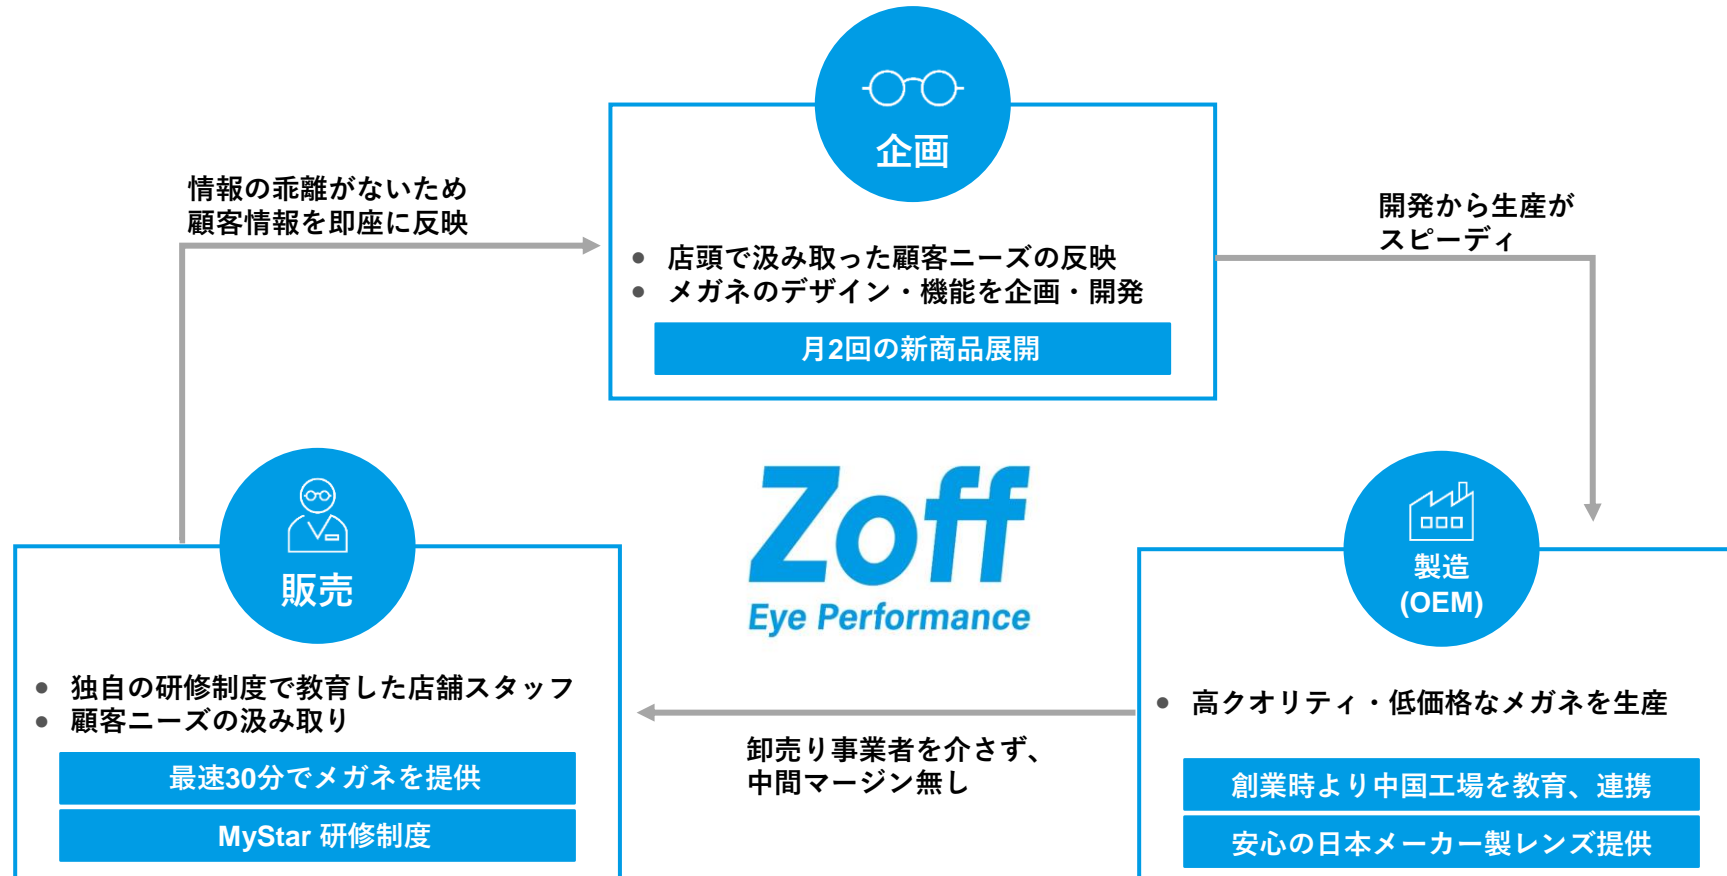 企画
情報の乖離がないため
顧客情報を即座に反映
開発から生産が
スピーディ
● 店頭で汲み取った顧客ニーズの反映
● メガネのデザイン・機能を企画・開発
月2回の新商品展開
Zoff
Eye Performance
販売
製造
(OEM)
● 独自の研修制度で教育した店舗スタッフ
● 顧客ニーズの汲み取り
最速30分でメガネを提供
MyStar 研修制度
卸売り事業者を介さず、
中間マージン無し
● 高クオリティ・低価格なメガネを生産
創業時より中国工場を教育、連携
安心の日本メーカー製レンズ提供